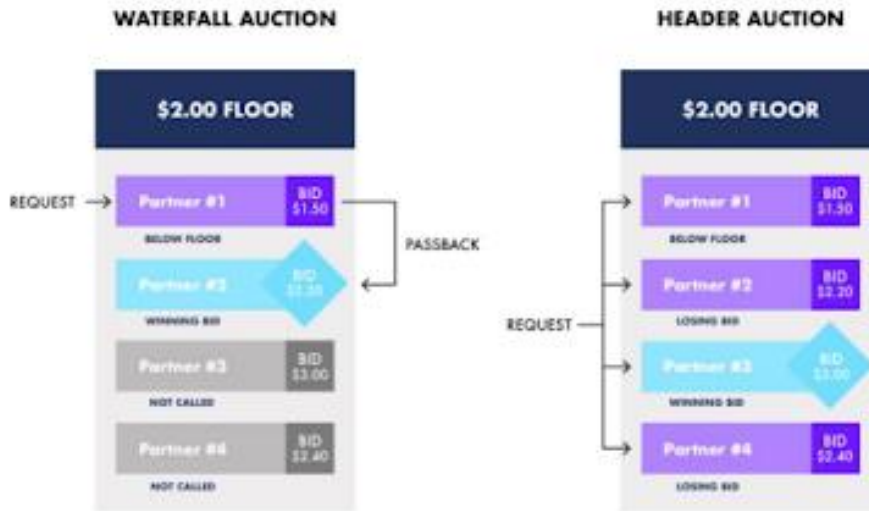 WATERFALL AUCTION
$2.00 FLOOR
REQUEST
Partner #1
BID
$1.50
BELOW FLOOR
PASSBACK
Partner #2
BID
WINNING BID
Partner #3
BID
$3.00
NOT CALLED
Partner #4
BID
$2.40
NOT CALLED
HEADER AUCTION
$2.00 FLOOR
REQUEST
Partner #1
BID
$1.50
BELOW FLOOR
Partner #2
BID
$2.20
LOSING BID
Partner #3
BID
$3.00
WINNING BID
Partner #4
BID
$2.40
LOSING BID